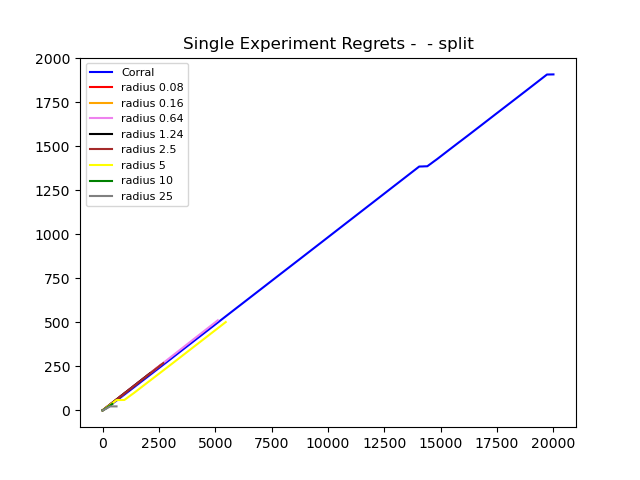 Single Experiment Regrets -  - split
2000
1750
1500
1250
1000
750
500
250
0
Corral
radius 0.08
radius 0.16
radius 0.64
radius 1.24
radius 2.5
radius 5
radius 10
radius 25
0 2500 5000 7500 10000 12500 15000 17500 20000